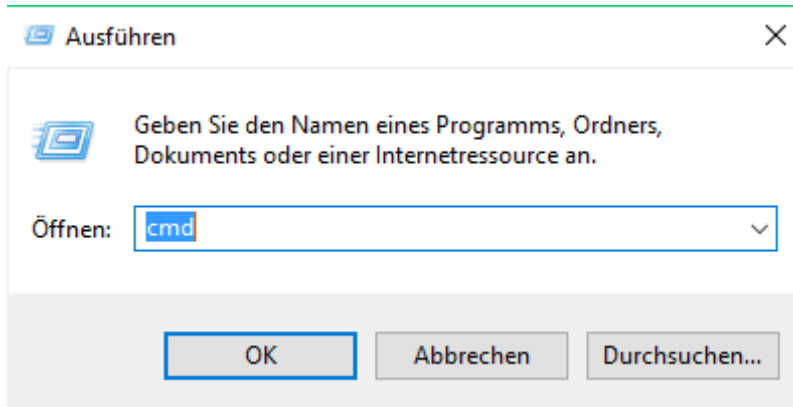 Ausführen
Geben Sie den Namen eines Programms, Ordners,
Dokuments oder einer Internetressource an.
Öffnen: cmd
OK Abbrechen Durchsuchen...